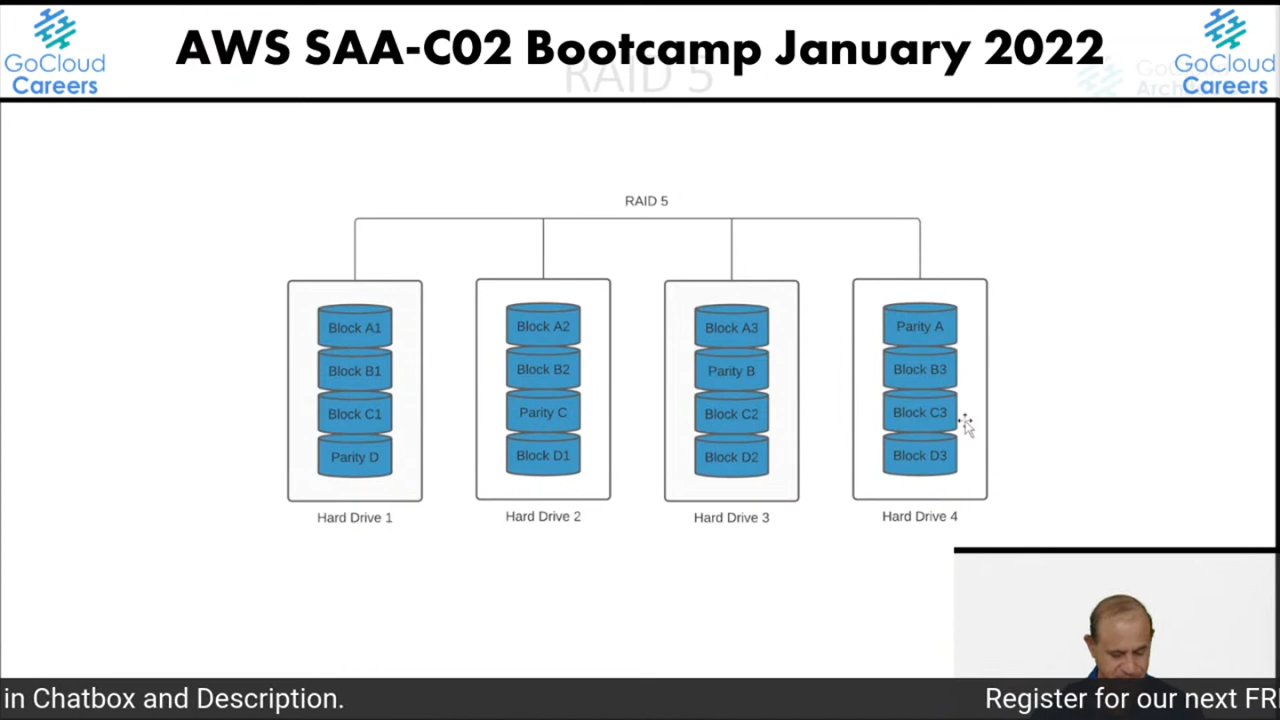 GoCloud
Careers
AWS SAA-C02 Bootcamp January 2022
GoCloud
Careers
RAID 5
RAID 5
Block A1
Block B1
Block C1
Parity D
Hard Drive 1
Block A2
Block B2
Parity C
Block D1
Hard Drive 2
Block A3
Parity B
Block C2
Block D2
Hard Drive 3
Parity A
Block B3
Block C3
Block D3
Hard Drive 4
in Chatbox and Description.
Register for our next FR